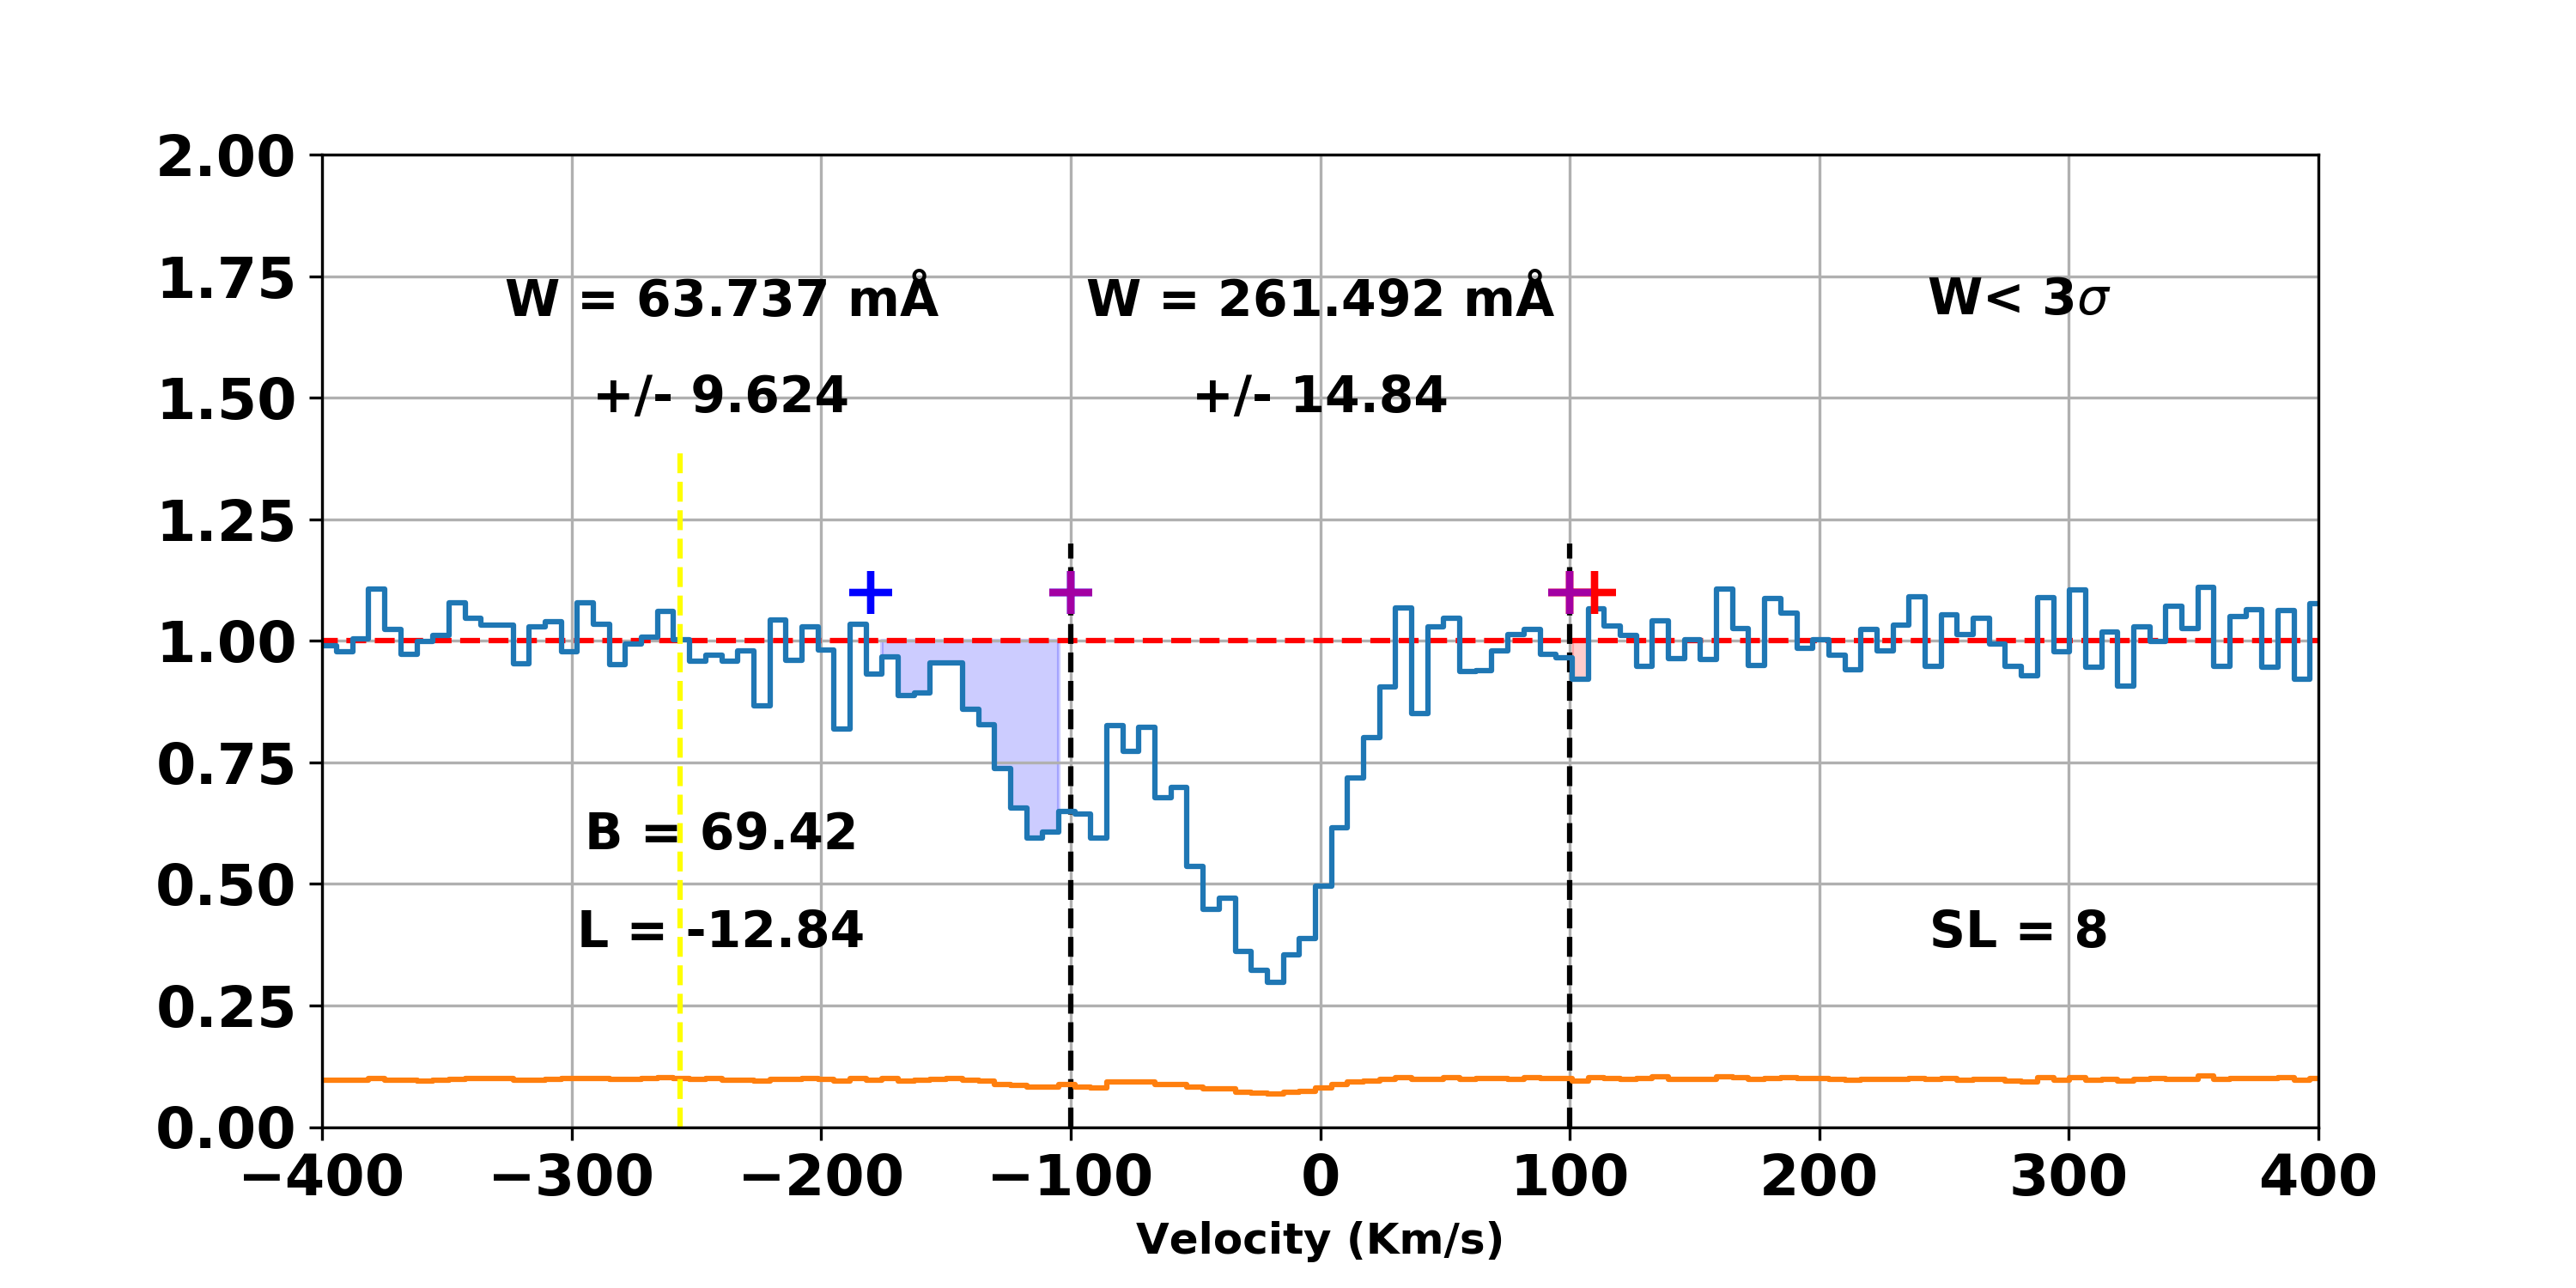 2.00
1.75
W = 63.737 mÅ W = 261.492 mÅ W< 3σ
1.50
+/- 9.624 +/- 14.84
1.25
1.00
0.75
B = 69.42
0.50
L = -12.84 SL = 8
0.25
0.00
−400 −300 −200 −100 0 100 200 300 400
Velocity (Km/s)